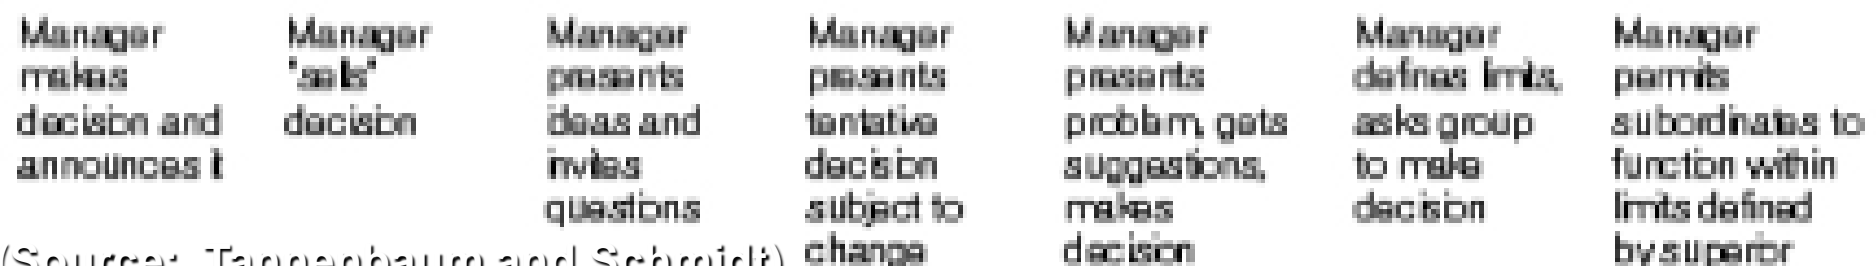 Manager
makes
decision and
announces it
Manager
"sells"
decision
Manager
presents
ideas and
invites
questions
Manager
presents
tentative
decision
subject to
change
Manager
presents
problem, gets
suggestions,
makes
decision
Manager
defines limits,
asks group
to make
decision
Manager
permits
subordinates to
function within
limits defined
by superior
(Source: Tannenbaum and Schmidt)